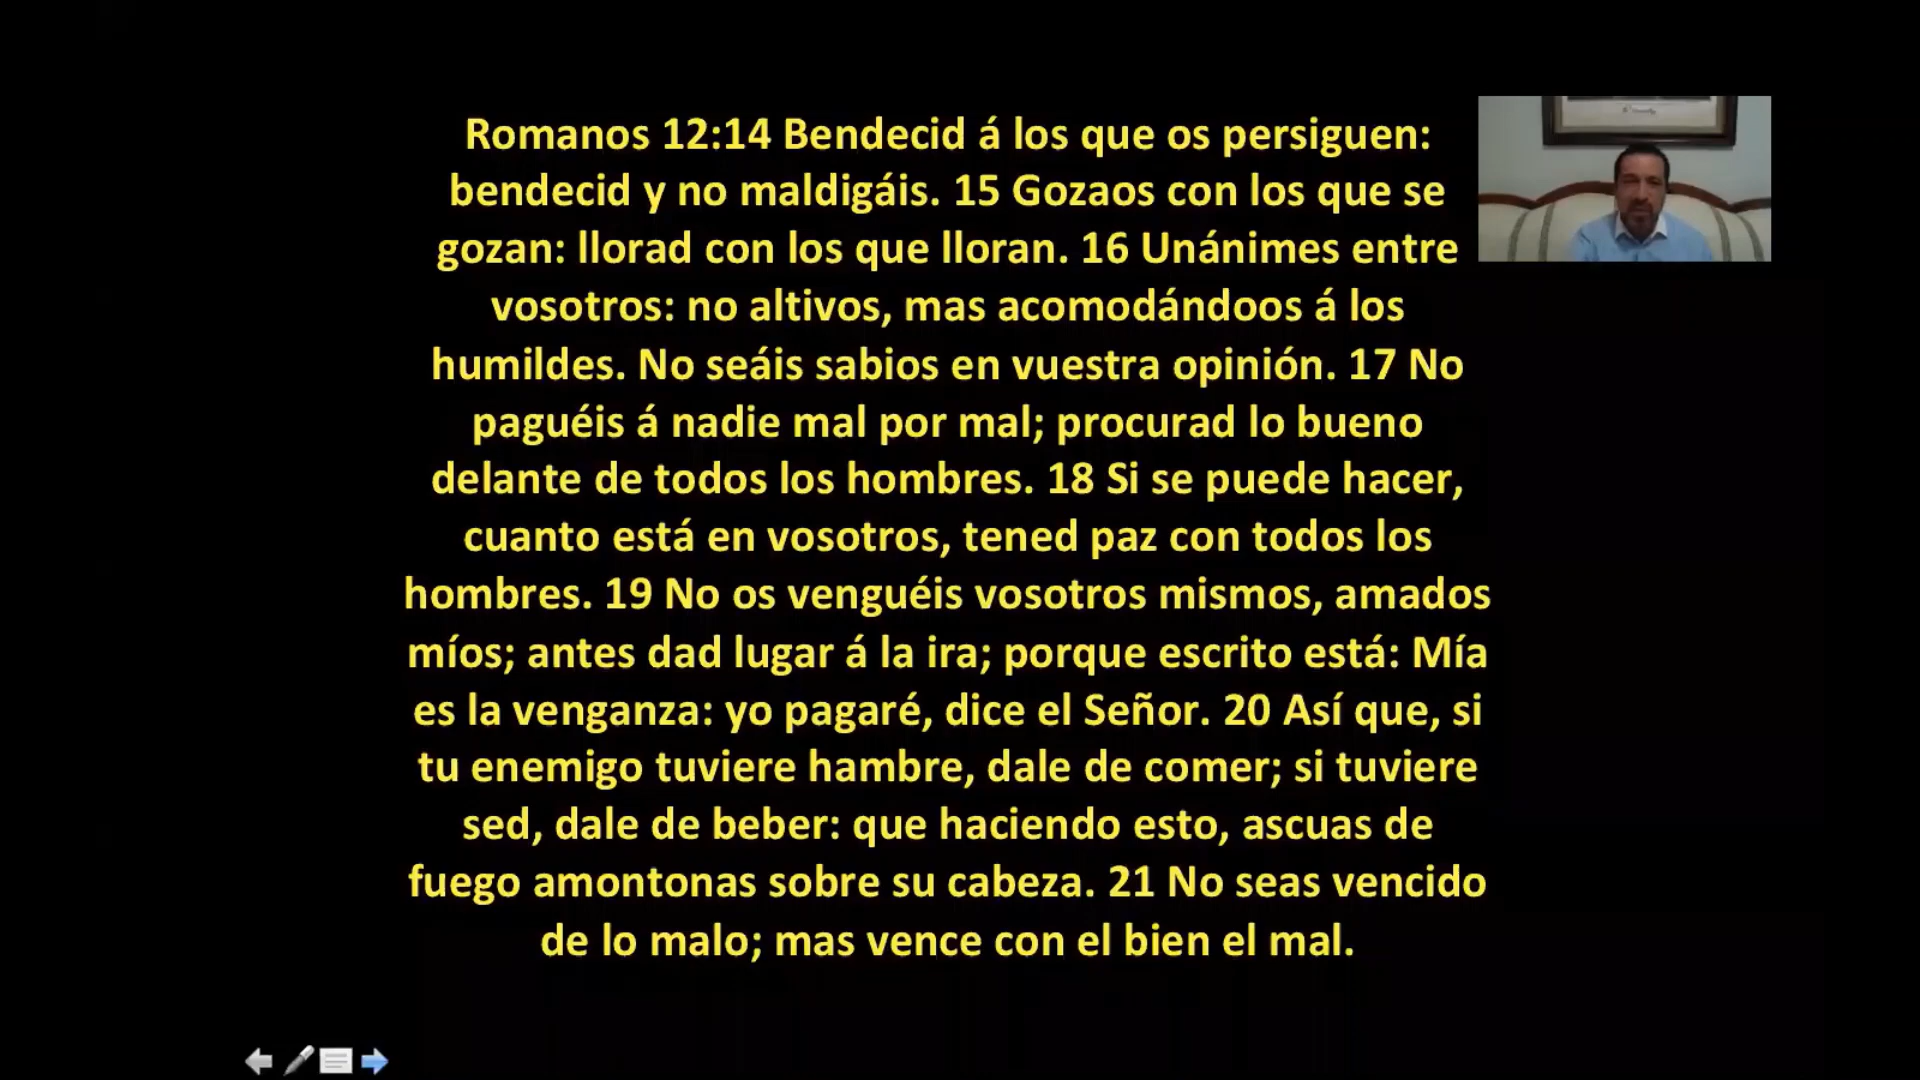 Romanos 12:14 Bendecid á los que os persiguen:
bendecid y no maldigáis. 15 Gozaos con los que se
gozan: llorad con los que lloran. 16 Unánimes entre
vosotros: no altivos, mas acomodándoos á los
humildes. No seáis sabios en vuestra opinión. 17 No
paguéis á nadie mal por mal; procurad lo bueno
delante de todos los hombres. 18 Si se puede hacer,
cuanto está en vosotros, tened paz con todos los
hombres. 19 No os venguéis vosotros mismos, amados
míos; antes dad lugar á la ira; porque escrito está: Mía
es la venganza: yo pagaré, dice el Señor. 20 Así que, si
tu enemigo tuviere hambre, dale de comer; si tuviere
sed, dale de beber: que haciendo esto, ascuas de
fuego amontonas sobre su cabeza. 21 No seas vencido
de lo malo; mas vence con el bien el mal.